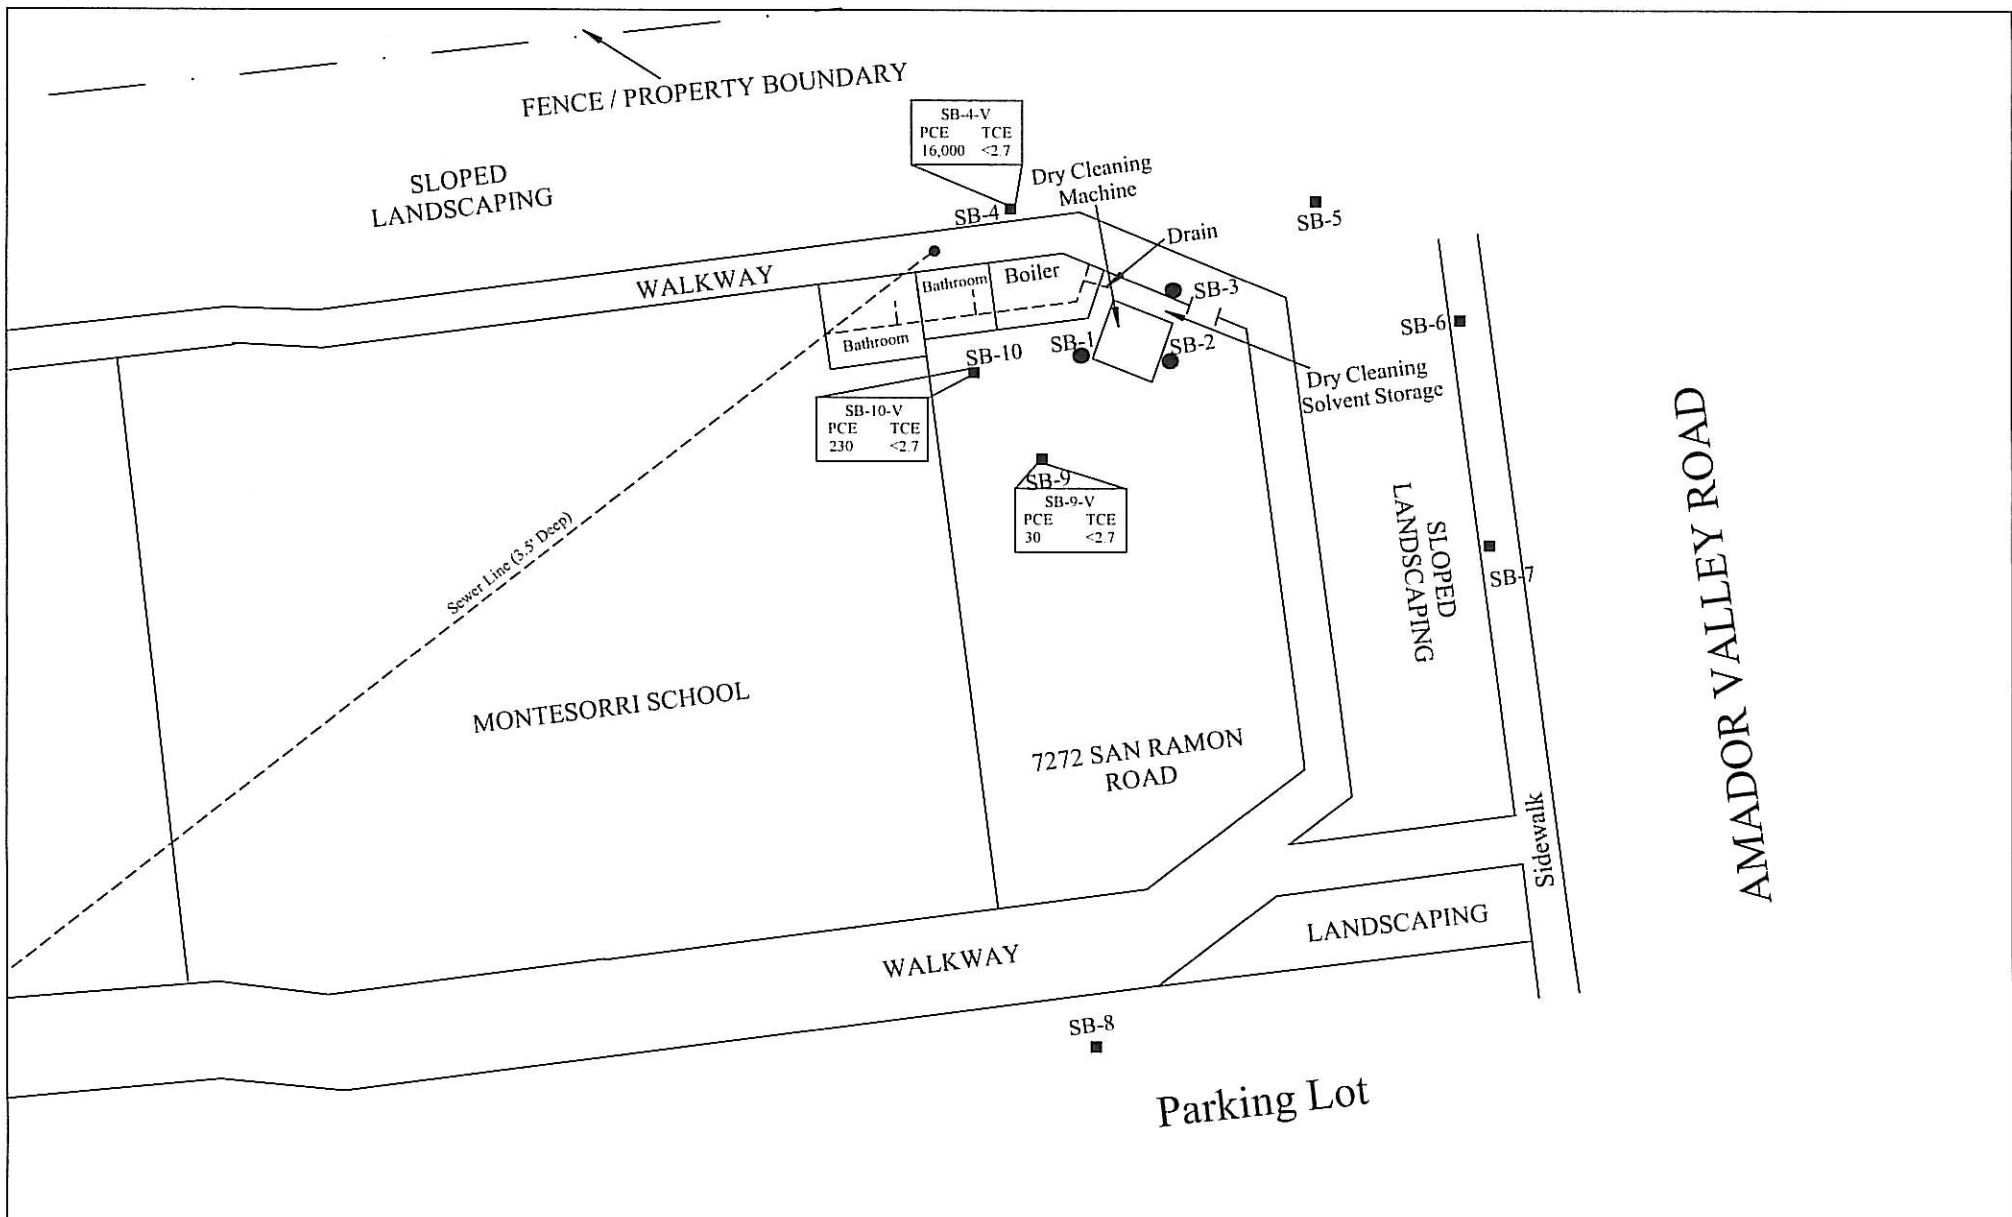 FENCE / PROPERTY BOUNDARY
SB-4-V
PCE TCE
16,000 <2.7
SLOPED
LANDSCAPING
Dry Cleaning
Machine
SB-4
SB-5
Drain
WALKWAY
Bathroom
Boiler
SB-3
SB-6
Bathroom
SB-10
SB-1
SB-2
Dry Cleaning
Solvent Storage
SB-10-V
PCE TCE
230 <2.7
SB-9
SB-9-V
PCE TCE
30 <2.7
Sewer Line (3.5' Deep)
SLOPED
LANDSCAPING
SB-7
AMADOR VALLEY ROAD
MONTESORRI SCHOOL
7272 SAN RAMON
ROAD
Sidewalk
LANDSCAPING
WALKWAY
SB-8
Parking Lot